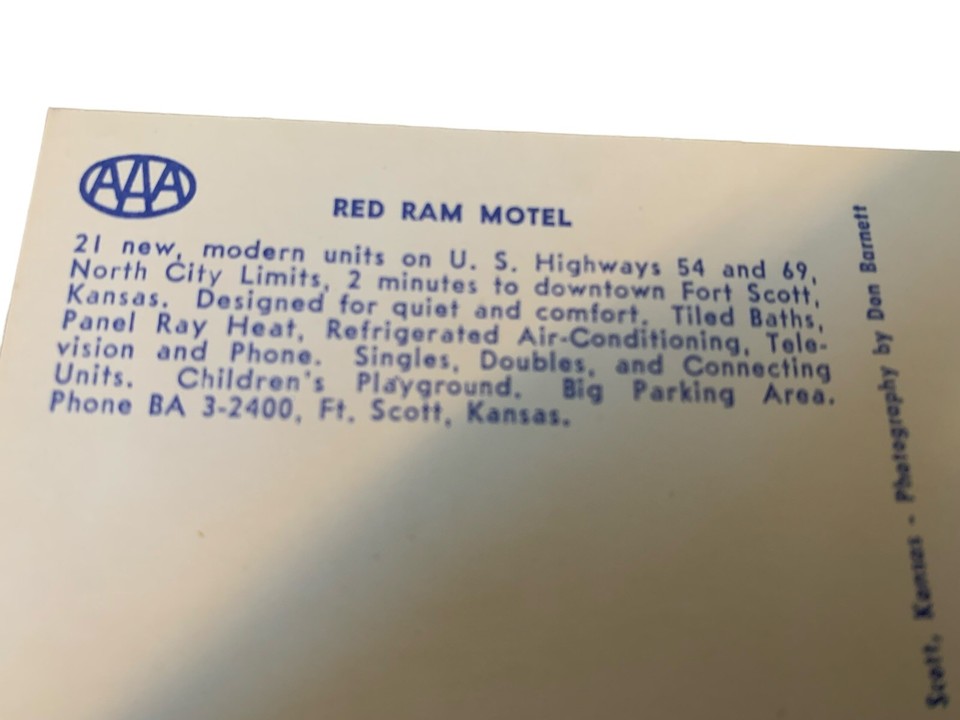 AAA
RED RAM MOTEL
21 new, modern units on U. S. Highways 54 and 69,
North City Limits, 2 minutes to downtown Fort Scott,
Kansas. Designed for quiet and comfort. Tiled Baths,
Panel Ray Heat, Refrigerated Air-Conditioning, Tele-
vision and Phone. Singles, Doubles, and Connecting
Units. Children's Playground. Big Parking Area.
Phone BA 3-2400, Ft. Scott, Kansas.
Scott, Kansas - Photography by Don Barnett